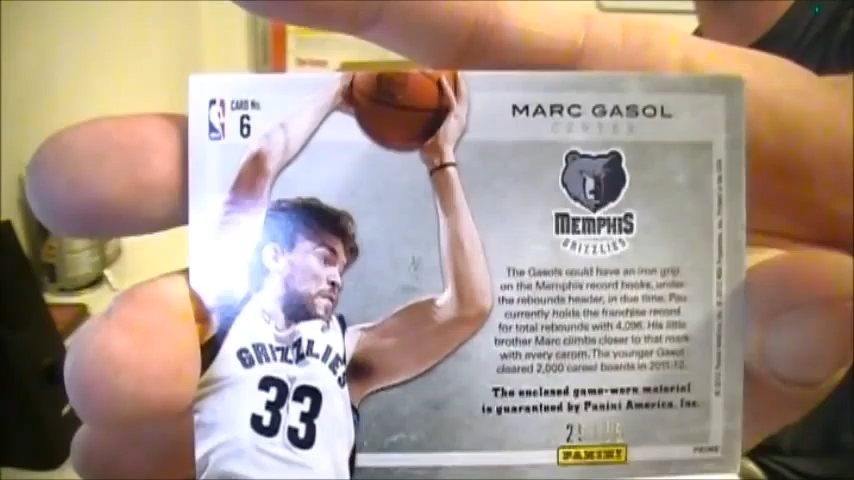 CARD No.
6
MARC GASOL
CENTER
MEMPHIS
GRIZZLIES
The Gasols could have an iron grip
on the Memphis record books, under
the rebounds header, in due time. Pau
currently holds the franchise record
for total rebounds with 4,096. His little
brother Marc climbs closer to that mark
with every carom. The younger Gasol
cleared 2,000 career boards in 2011-12.
The enclosed game-worn material
is guaranteed by Panini America, Inc.
PANINI
PRIME
GRIZZLIES
33